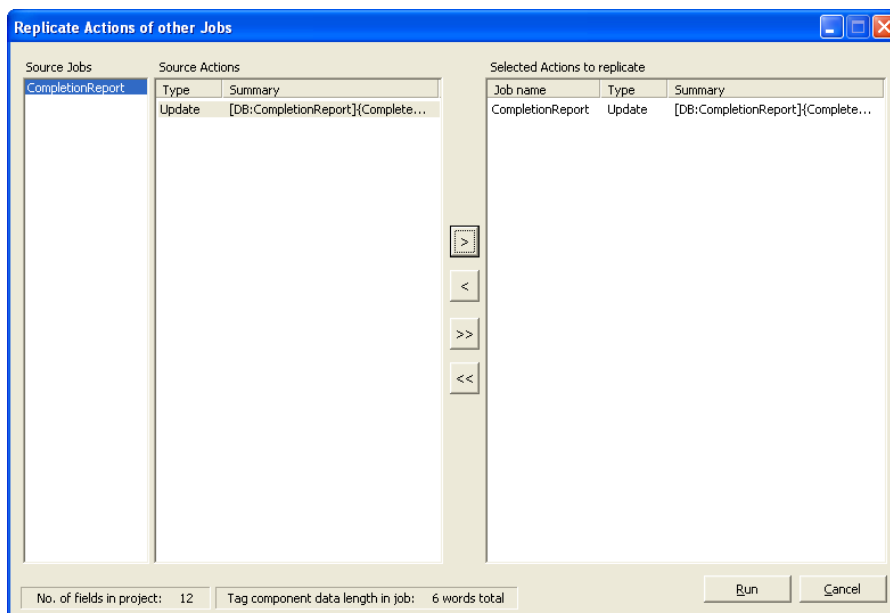 Replicate Actions of other Jobs
Source Jobs
CompletionReport
Source Actions
Type Summary
Update [DB:CompletionReport]{Complete...
>
<
>>
<<
Selected Actions to replicate
Job name Type Summary
CompletionReport Update [DB:CompletionReport]{Complete...
No. of fields in project: 12
Tag component data length in job: 6 words total
Run
Cancel